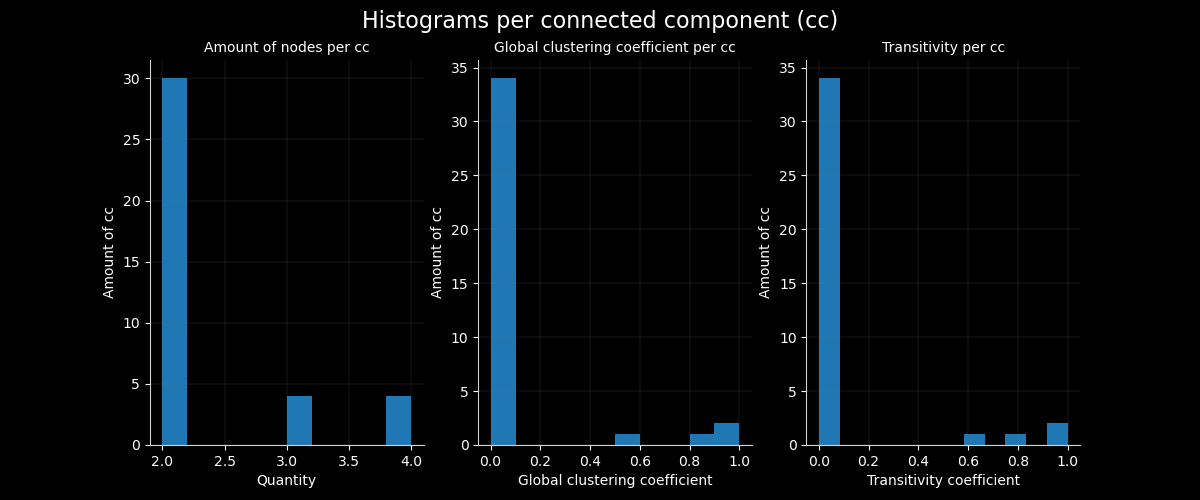 Histograms per connected component (cc)
Amount of nodes per cc
Global clustering coefficient per cc
Transitivity per cc
Amount of cc
30
25
20
15
10
5
0
2.0 2.5 3.0 3.5 4.0
Quantity
Amount of cc
35
30
25
20
15
10
5
0
0.0 0.2 0.4 0.6 0.8 1.0
Global clustering coefficient
Amount of cc
35
30
25
20
15
10
5
0
0.0 0.2 0.4 0.6 0.8 1.0
Transitivity coefficient